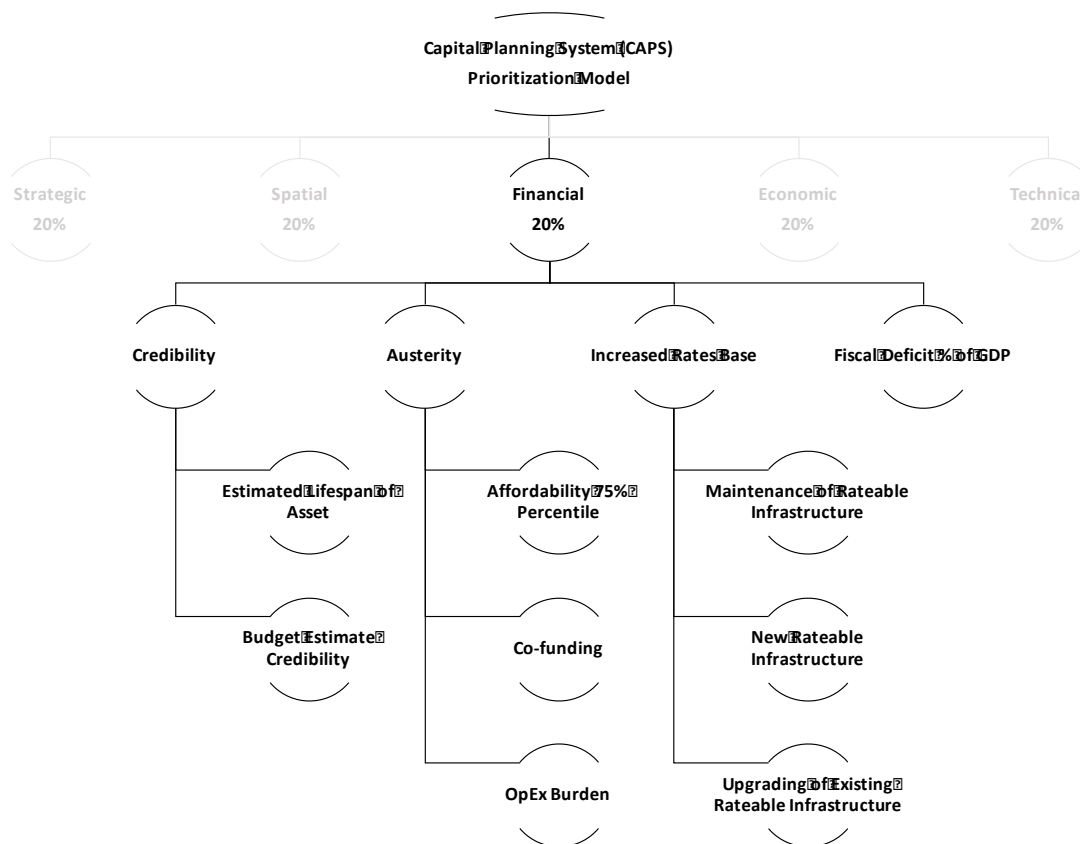 Capital Planning System (CAPS)
Prioritization Model
Strategic
20%
Spatial
20%
Financial
20%
Economic
20%
Technica
20%
Credibility
Austerity
Increased Rates Base
Fiscal Deficit % of GDP
Estimated Lifespan of
Asset
Affordability 75%
Percentile
Maintenance of Rateable
Infrastructure
Budget Estimate
Credibility
Co-funding
New Rateable
Infrastructure
OpEx Burden
Upgrading of Existing
Rateable Infrastructure